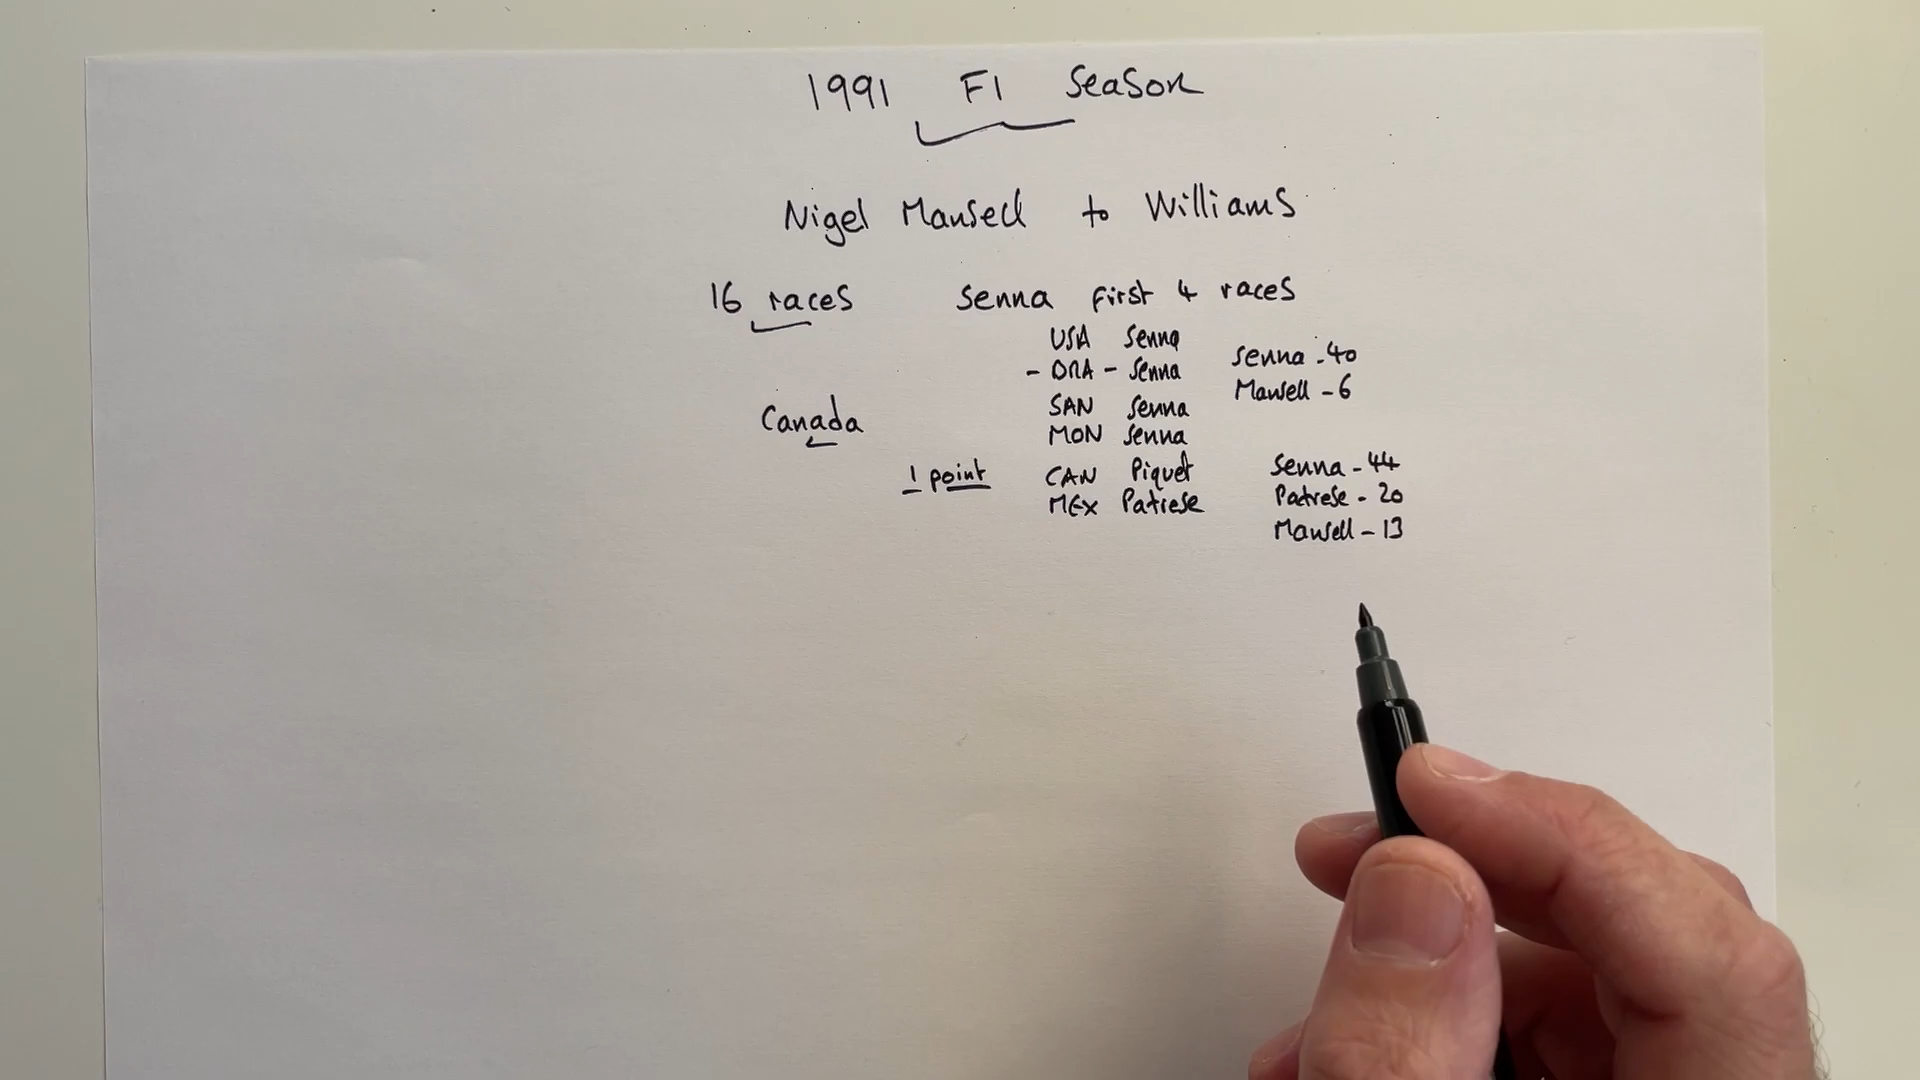 1991 F1 Season
Nigel Mansell to Williams
16 races
Senna first 4 races
USA Senna
- BRA - Senna
SAN Senna
MON Senna
Senna - 40
Mansell - 6
Canada
1 point
CAN Piquet
MEX Patrese
Senna - 44
Patrese - 20
Mansell - 13